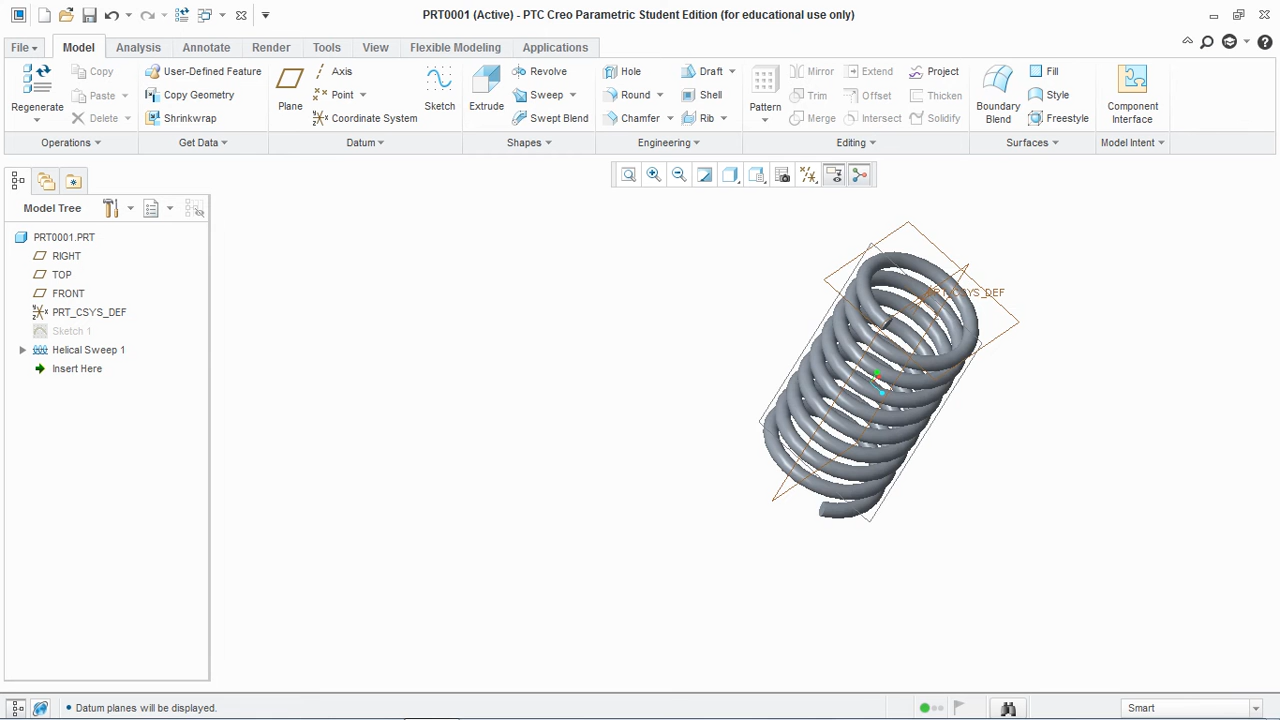 PRT0001 (Active) - PTC Creo Parametric Student Edition (for educational use only)
File Model Analysis Annotate Render Tools View Flexible Modeling Applications
Regenerate
Copy
Paste
Delete
Operations
User-Defined Feature
Copy Geometry
Shrinkwrap
Get Data
Plane
Axis
Point
Coordinate System
Sketch
Datum
Extrude
Revolve
Sweep
Swept Blend
Shapes
Hole
Round
Chamfer
Draft
Shell
Rib
Engineering
Pattern
Mirror
Trim
Merge
Extend
Offset
Intersect
Project
Thicken
Solidify
Editing
Boundary
Blend
Fill
Style
Freestyle
Surfaces
Component
Interface
Model Intent
Model Tree
PRT0001.PRT
RIGHT
TOP
FRONT
PRT_CSYS_DEF
Sketch 1
Helical Sweep 1
Insert Here
PRT_CSYS_DEF
Datum planes will be displayed.
Smart